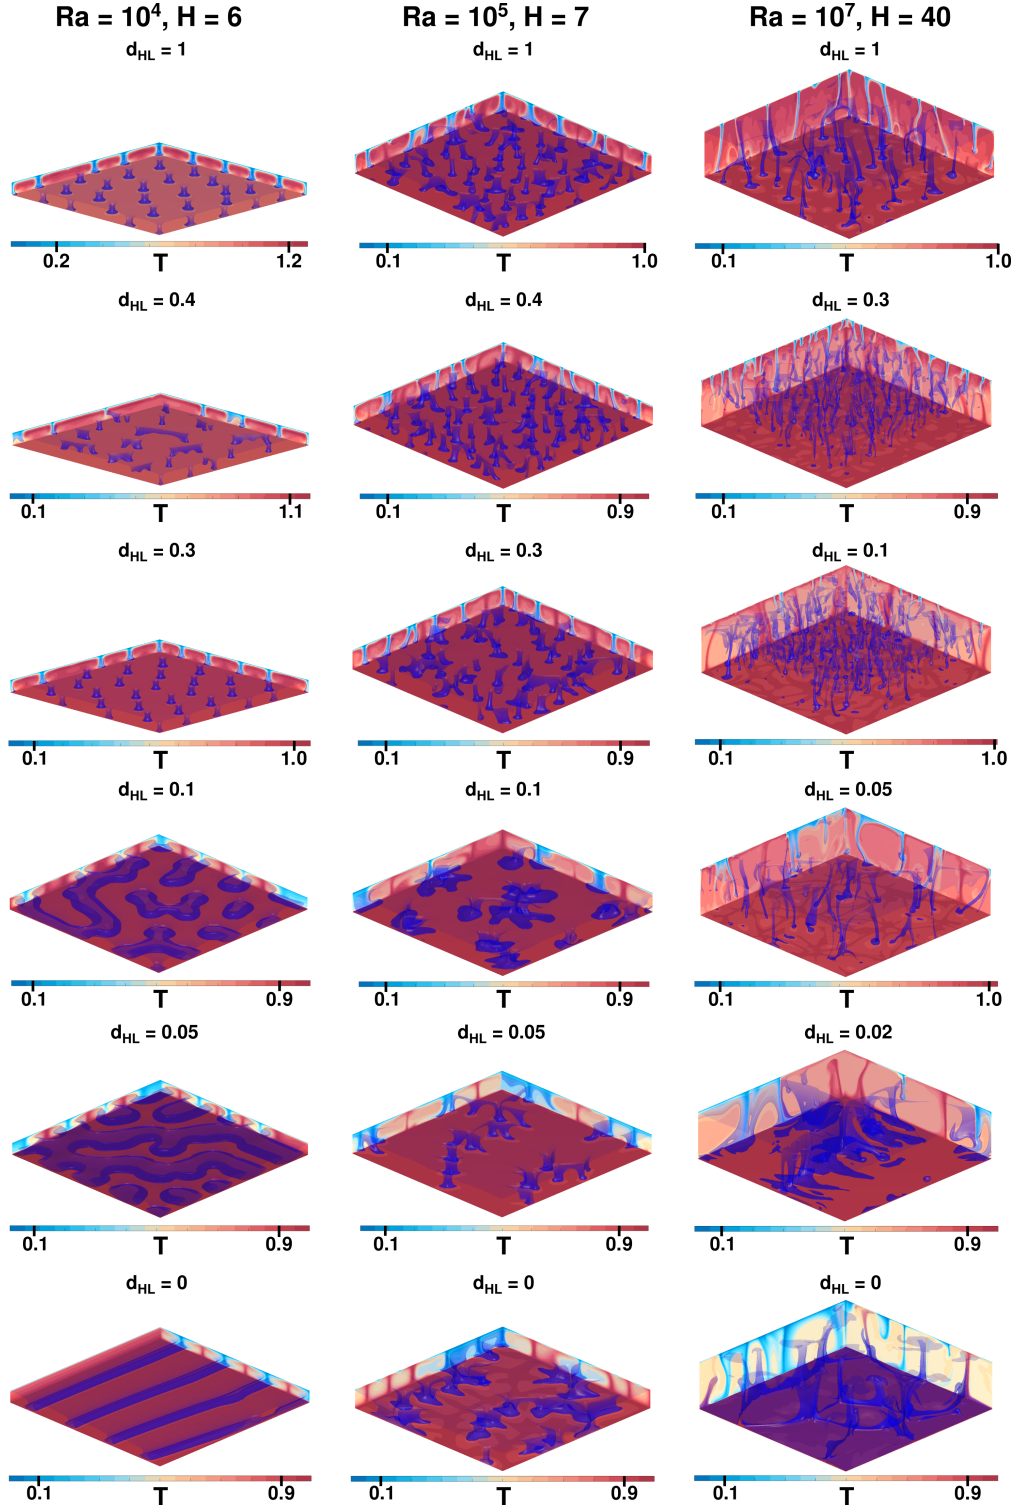 Ra = 10⁴, H = 6 Ra = 10⁵, H = 7 Ra = 10⁷, H = 40
d_HL = 1 d_HL = 1 d_HL = 1
0.2 T 1.2 0.1 T 1.0 0.1 T 1.0
d_HL = 0.4 d_HL = 0.4 d_HL = 0.3
0.1 T 1.1 0.1 T 0.9 0.1 T 0.9
d_HL = 0.3 d_HL = 0.3 d_HL = 0.1
0.1 T 1.0 0.1 T 0.9 0.1 T 1.0
d_HL = 0.1 d_HL = 0.1 d_HL = 0.05
0.1 T 0.9 0.1 T 0.9 0.1 T 1.0
d_HL = 0.05 d_HL = 0.05 d_HL = 0.02
0.1 T 0.9 0.1 T 0.9 0.1 T 0.9
d_HL = 0 d_HL = 0 d_HL = 0
0.1 T 0.9 0.1 T 0.9 0.1 T 0.9